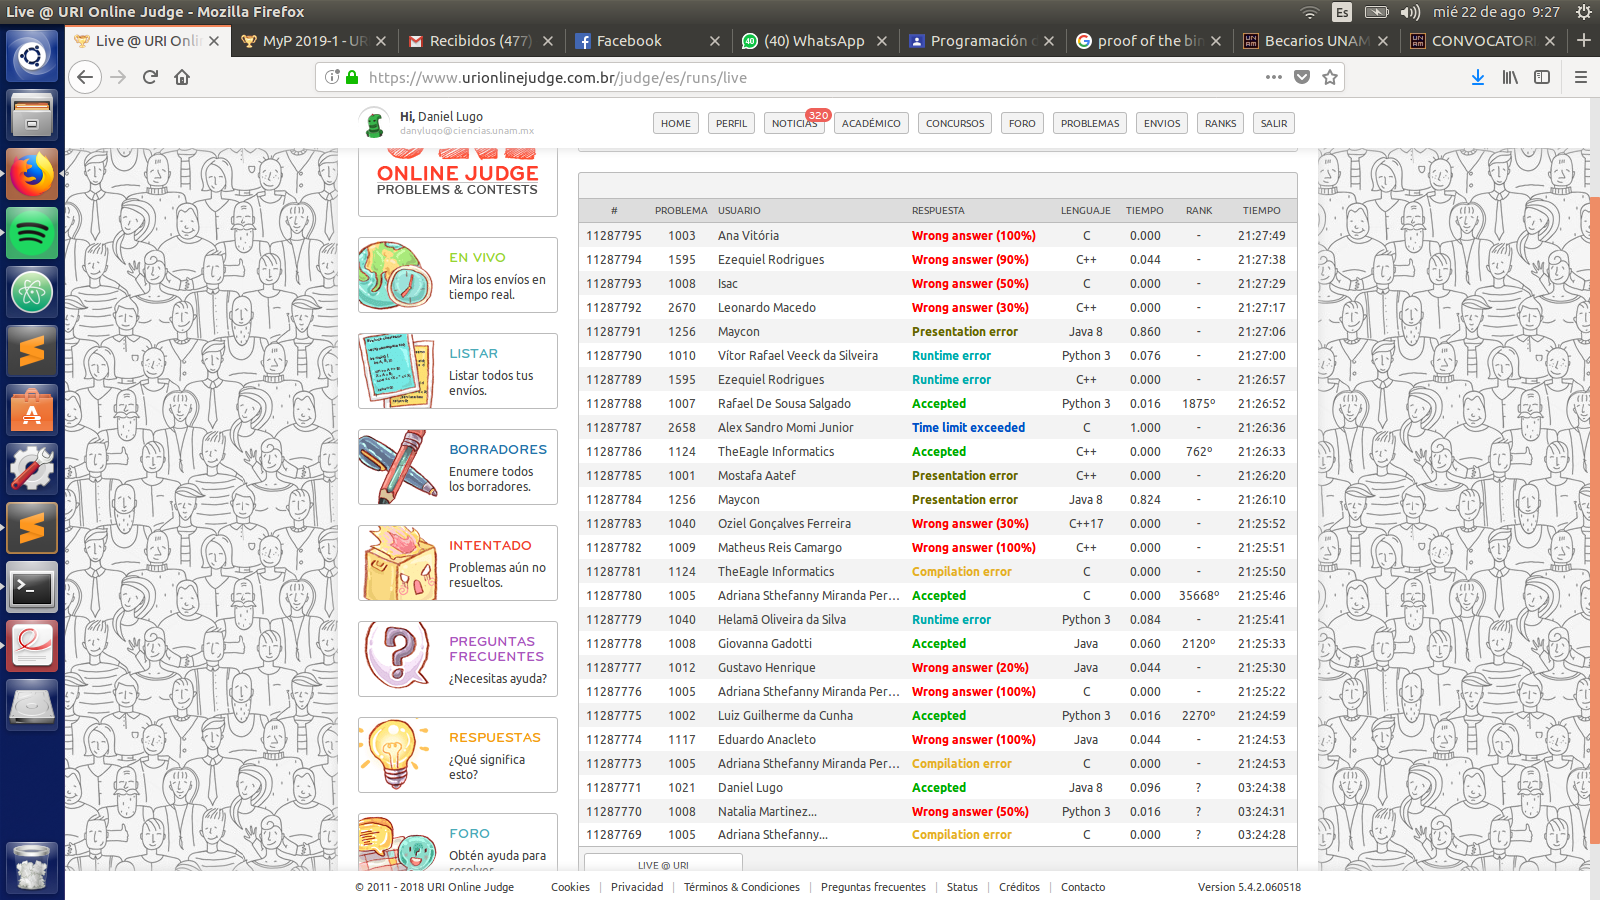 Live @ URI Online Judge - Mozilla Firefox
Es
mié 22 de ago 9:27
Live @ URI Onli
MyP 2019-1 - UR
Recibidos (477)
Facebook
(40) WhatsApp
Programación
proof of the bin
Becarios UNAM
CONVOCATORI
https://www.urionlinejudge.com.br/judge/es/runs/live
Hi, Daniel Lugo
danylugo@ciencias.unam.mx
HOME
PERFIL
NOTICIAS
320
ACADÉMICO
CONCURSOS
FORO
PROBLEMAS
ENVIOS
RANKS
SALIR
ONLINE JUDGE
PROBLEMS & CONTESTS
EN VIVO
Mira los envíos en
tiempo real.
LISTAR
Listar todos tus
envíos.
BORRADORES
Enumere todos
los borradores.
INTENTADO
Problemas aún no
resueltos.
PREGUNTAS
FRECUENTES
¿Necesitas ayuda?
RESPUESTAS
¿Qué significa
esto?
FORO
Obtén ayuda para
resolver
# PROBLEMA USUARIO RESPUESTA LENGUAJE TIEMPO RANK TIEMPO
11287795 1003 Ana Vitória Wrong answer (100%) C 0.000 - 21:27:49
11287794 1595 Ezequiel Rodrigues Wrong answer (90%) C++ 0.044 - 21:27:38
11287793 1008 Isac Wrong answer (50%) C 0.000 - 21:27:29
11287792 2670 Leonardo Macedo Wrong answer (30%) C++ 0.000 - 21:27:17
11287791 1256 Maycon Presentation error Java 8 0.860 - 21:27:06
11287790 1010 Vítor Rafael Veeck da Silveira Runtime error Python 3 0.076 - 21:27:00
11287789 1595 Ezequiel Rodrigues Runtime error C++ 0.000 - 21:26:57
11287788 1007 Rafael De Sousa Salgado Accepted Python 3 0.016 1875º 21:26:52
11287787 2658 Alex Sandro Momi Junior Time limit exceeded C 1.000 - 21:26:36
11287786 1124 TheEagle Informatics Accepted C++ 0.000 762º 21:26:33
11287785 1001 Mostafa Aatef Presentation error C++ 0.000 - 21:26:20
11287784 1256 Maycon Presentation error Java 8 0.824 - 21:26:10
11287783 1040 Oziel Gonçalves Ferreira Wrong answer (30%) C++17 0.000 - 21:25:52
11287782 1009 Matheus Reis Camargo Wrong answer (100%) C++ 0.000 - 21:25:51
11287781 1124 TheEagle Informatics Compilation error C 0.000 - 21:25:50
11287780 1005 Adriana Sthefanny Miranda Per... Accepted C 0.000 35668º 21:25:46
11287779 1040 Helamã Oliveira da Silva Runtime error Python 3 0.084 - 21:25:41
11287778 1008 Giovanna Gadotti Accepted Java 0.060 2120º 21:25:33
11287777 1012 Gustavo Henrique Wrong answer (20%) Java 0.044 - 21:25:30
11287776 1005 Adriana Sthefanny Miranda Per... Wrong answer (100%) C 0.000 - 21:25:22
11287775 1002 Luiz Guilherme da Cunha Accepted Python 3 0.016 2270º 21:24:59
11287774 1117 Eduardo Anacleto Wrong answer (100%) Java 0.044 - 21:24:53
11287773 1005 Adriana Sthefanny Miranda Per... Compilation error C 0.000 - 21:24:53
11287771 1021 Daniel Lugo Accepted Java 8 0.096 ? 03:24:38
11287770 1008 Natalia Martinez... Wrong answer (50%) Python 3 0.016 ? 03:24:31
11287769 1005 Adriana Sthefanny... Compilation error C 0.000 ? 03:24:28
LIVE @ URI
© 2011 - 2018 URI Online Judge
Cookies | Privacidad | Términos & Condiciones | Preguntas frecuentes | Status | Créditos | Contacto
Version 5.4.2.060518